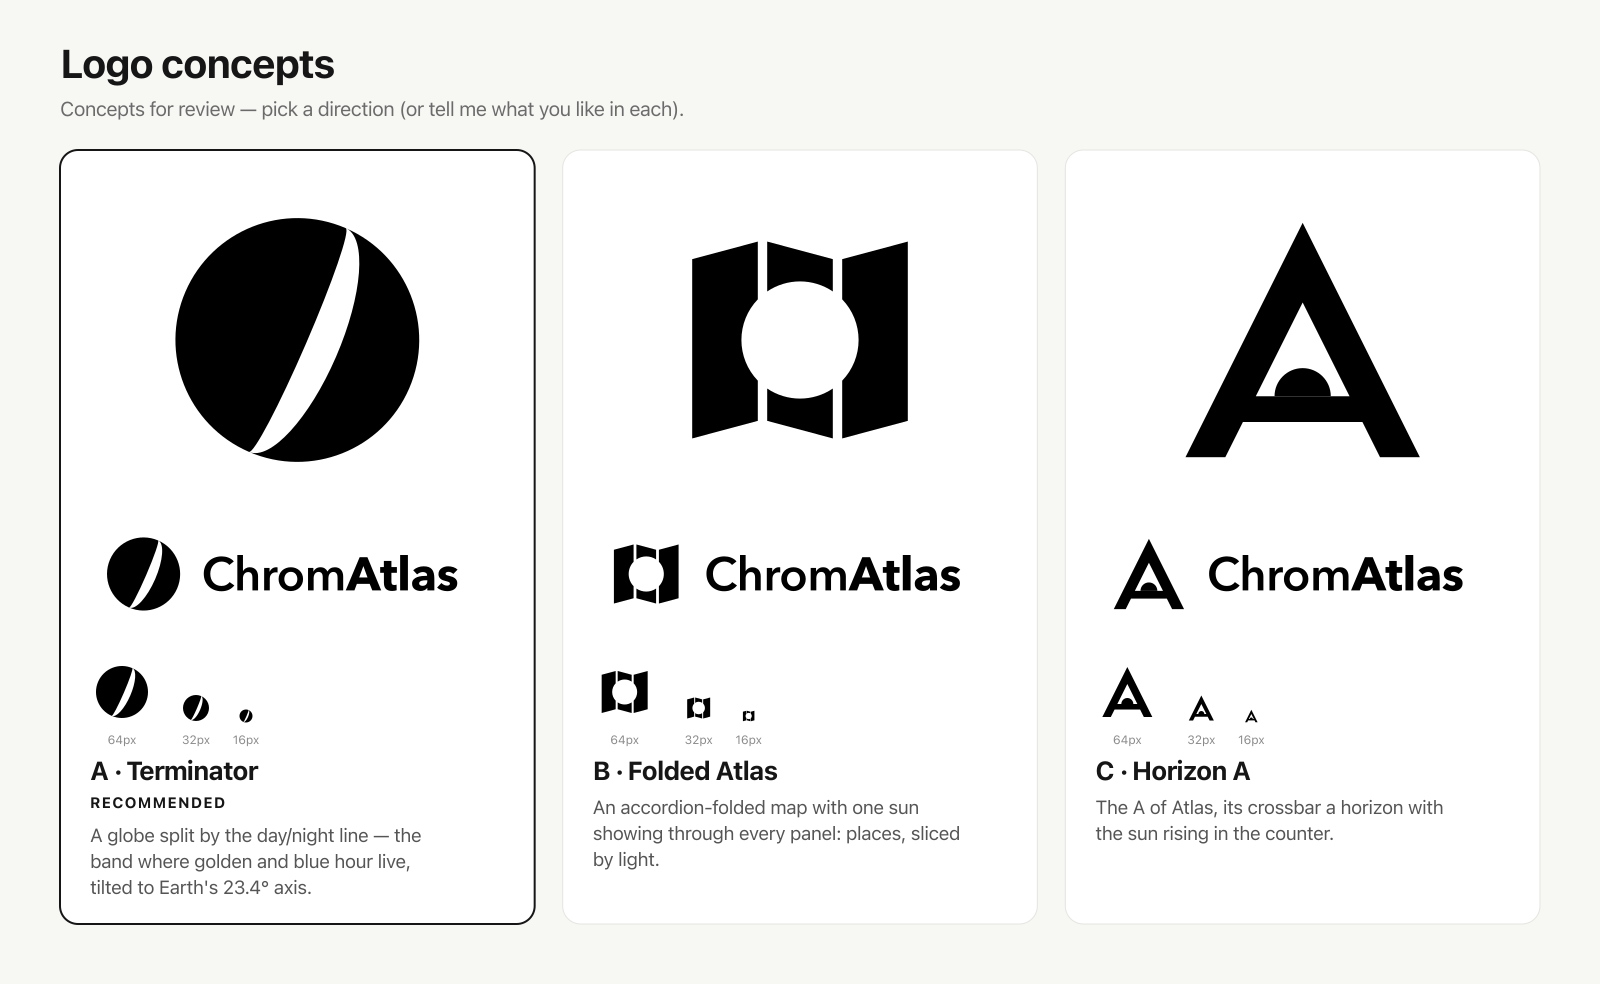 Logo concepts
Concepts for review — pick a direction (or tell me what you like in each).
ChromAtlas
64px 32px 16px
A · Terminator
RECOMMENDED
A globe split by the day/night line — the
band where golden and blue hour live,
tilted to Earth's 23.4° axis.
ChromAtlas
64px 32px 16px
B · Folded Atlas
An accordion-folded map with one sun
showing through every panel: places, sliced
by light.
ChromAtlas
64px 32px 16px
C · Horizon A
The A of Atlas, its crossbar a horizon with
the sun rising in the counter.